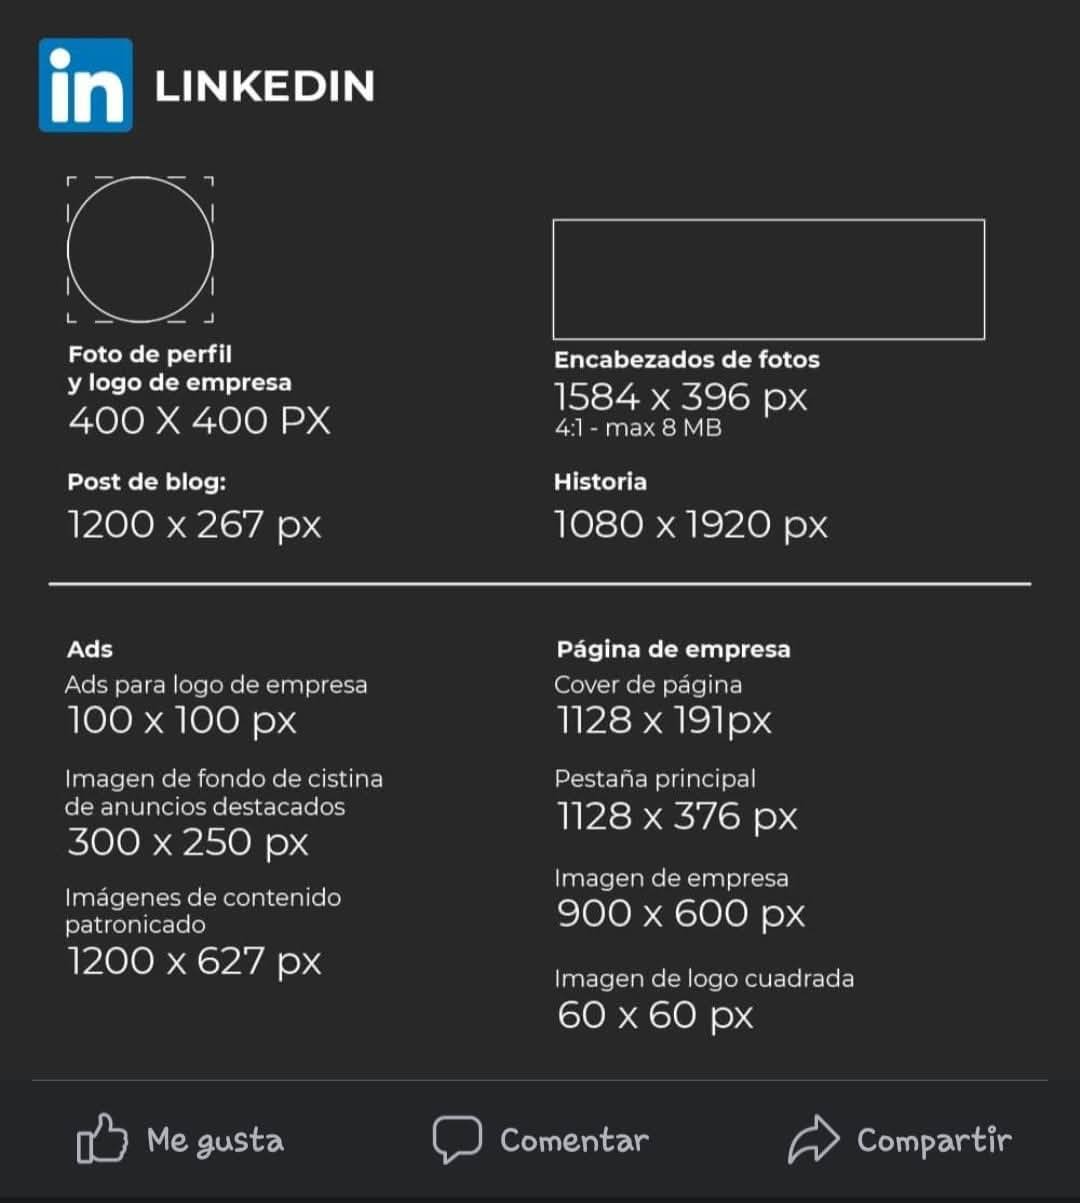 in LINKEDIN
Foto de perfil
y logo de empresa
400 X 400 PX
Encabezados de fotos
1584 x 396 px
4:1 - max 8 MB
Post de blog:
1200 x 267 px
Historia
1080 x 1920 px
Ads
Ads para logo de empresa
100 x 100 px
Imagen de fondo de cistina
de anuncios destacados
300 x 250 px
Imágenes de contenido
patronicado
1200 x 627 px
Página de empresa
Cover de página
1128 x 191px
Pestaña principal
1128 x 376 px
Imagen de empresa
900 x 600 px
Imagen de logo cuadrada
60 x 60 px
Me gusta
Comentar
Compartir